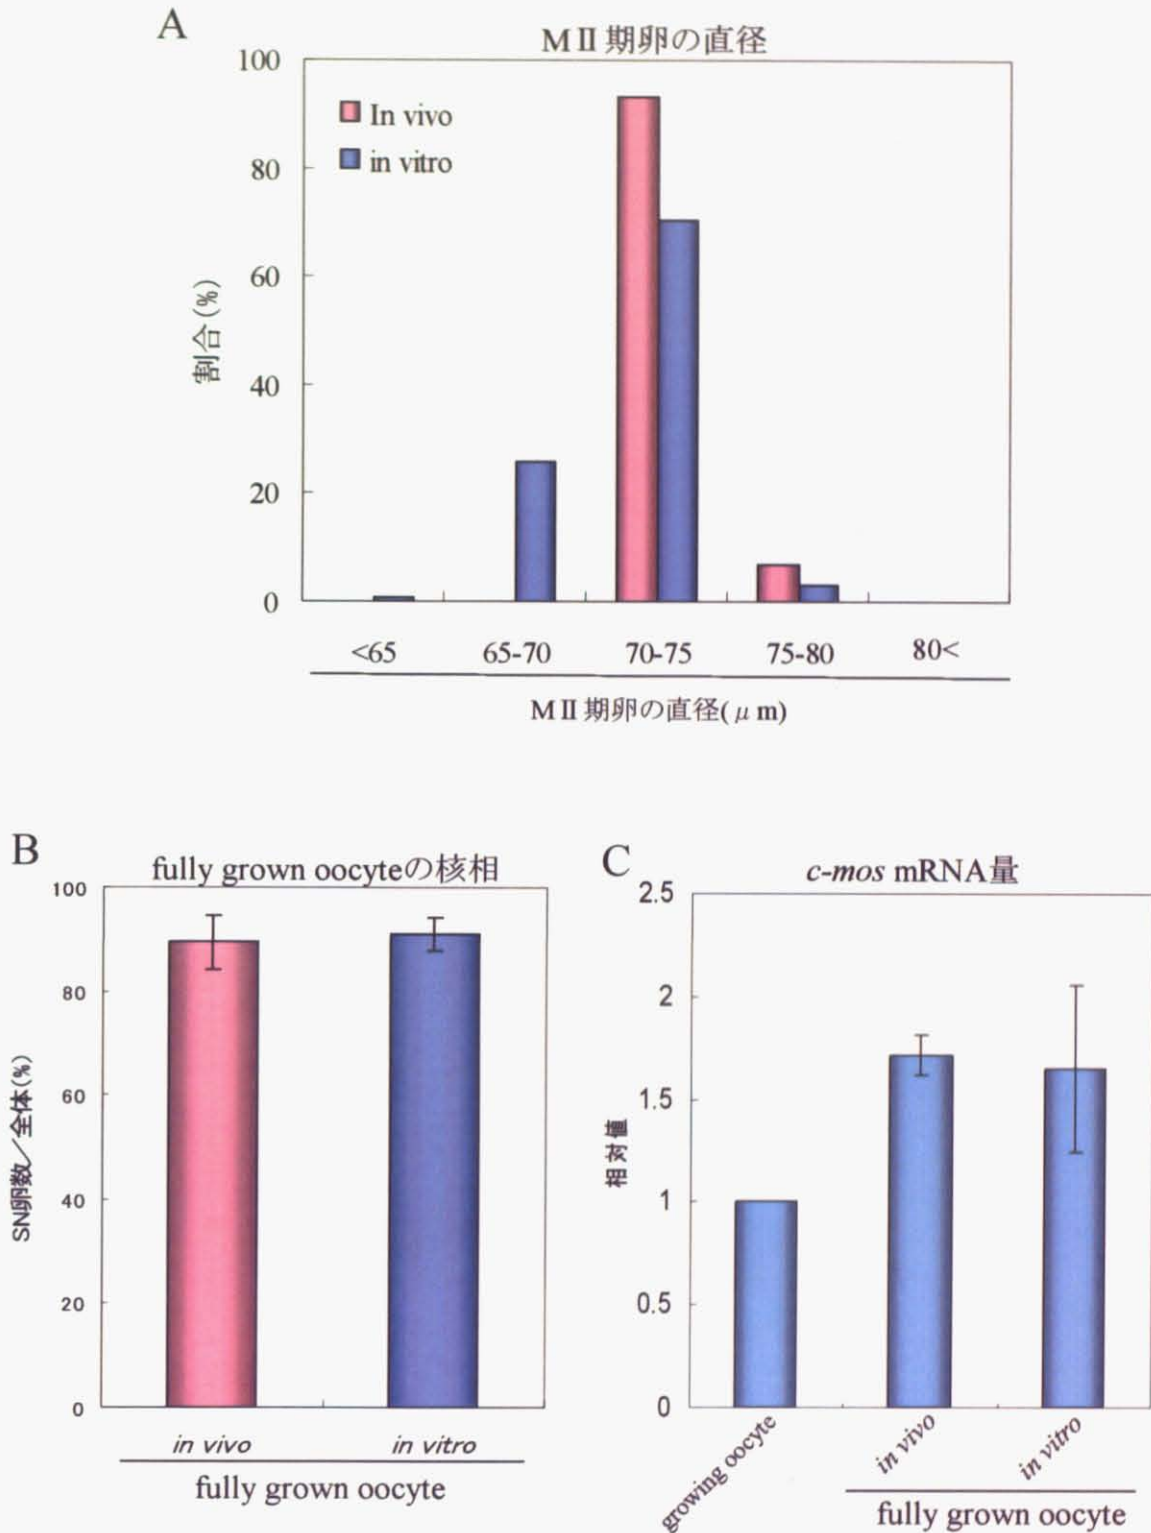 A
MⅡ期卵の直径
100
80
60
40
20
0
In vivo
in vitro
割合(%)
<65 65-70 70-75 75-80 80<
MⅡ期卵の直径(μm)
B
fully grown oocyteの核相
100
80
60
40
20
0
SN卵数/全体(%)
in vivo in vitro
fully grown oocyte
C
c-mos mRNA量
2.5
2
1.5
1
0.5
0
相対値
growing oocyte in vivo in vitro
fully grown oocyte